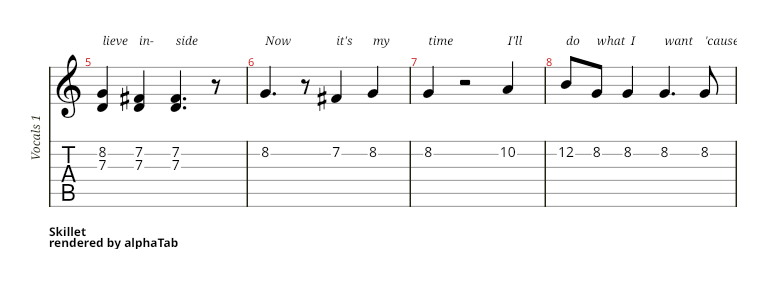 lieve in- side Now it's my time I'll do what I want 'cause
5 6 7 8
Vocals 1
8 7 7 8 7 8 8 10 12 8 8 8 8
T 7 7 7
A
B
Skillet
rendered by alphaTab